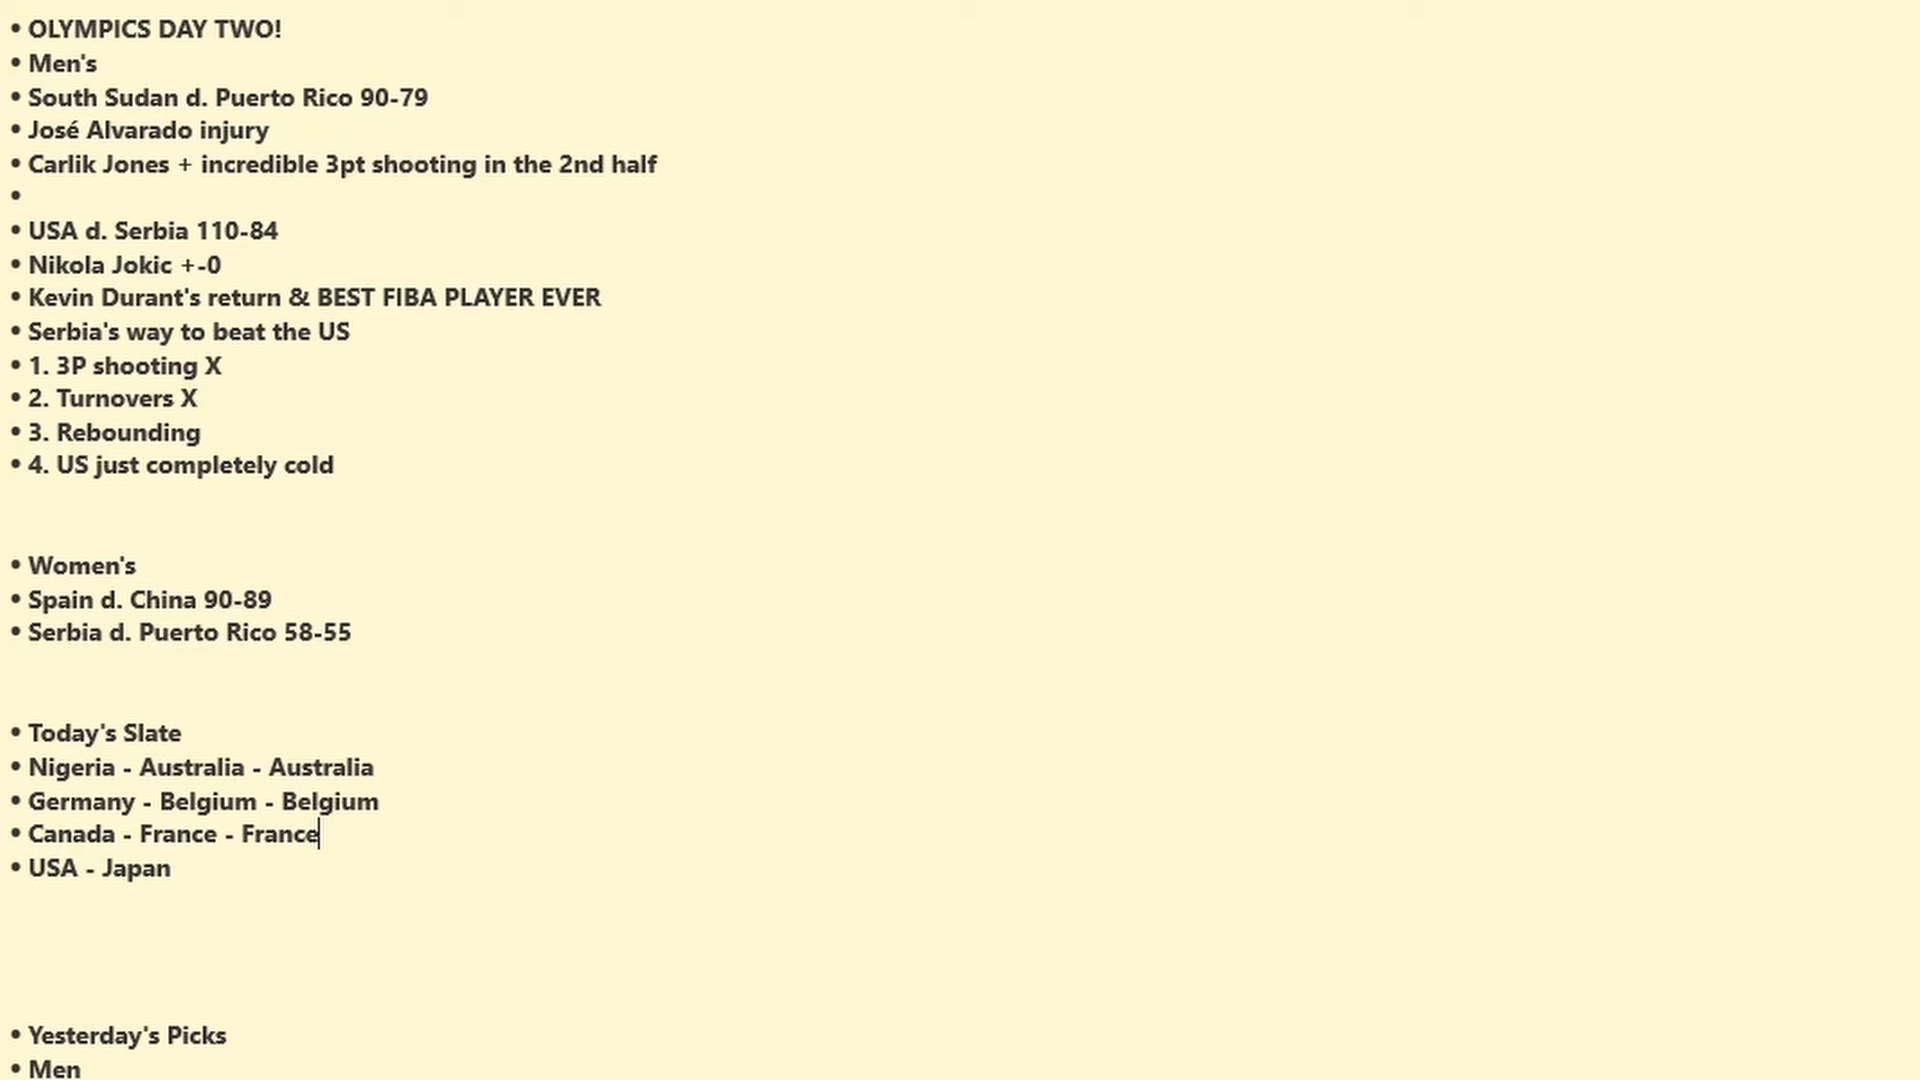 • OLYMPICS DAY TWO!
• Men's
• South Sudan d. Puerto Rico 90-79
• José Alvarado injury
• Carlik Jones + incredible 3pt shooting in the 2nd half
•
• USA d. Serbia 110-84
• Nikola Jokic +-0
• Kevin Durant's return & BEST FIBA PLAYER EVER
• Serbia's way to beat the US
• 1. 3P shooting X
• 2. Turnovers X
• 3. Rebounding
• 4. US just completely cold
• Women's
• Spain d. China 90-89
• Serbia d. Puerto Rico 58-55
• Today's Slate
• Nigeria - Australia - Australia
• Germany - Belgium - Belgium
• Canada - France - France
• USA - Japan
• Yesterday's Picks
• Men